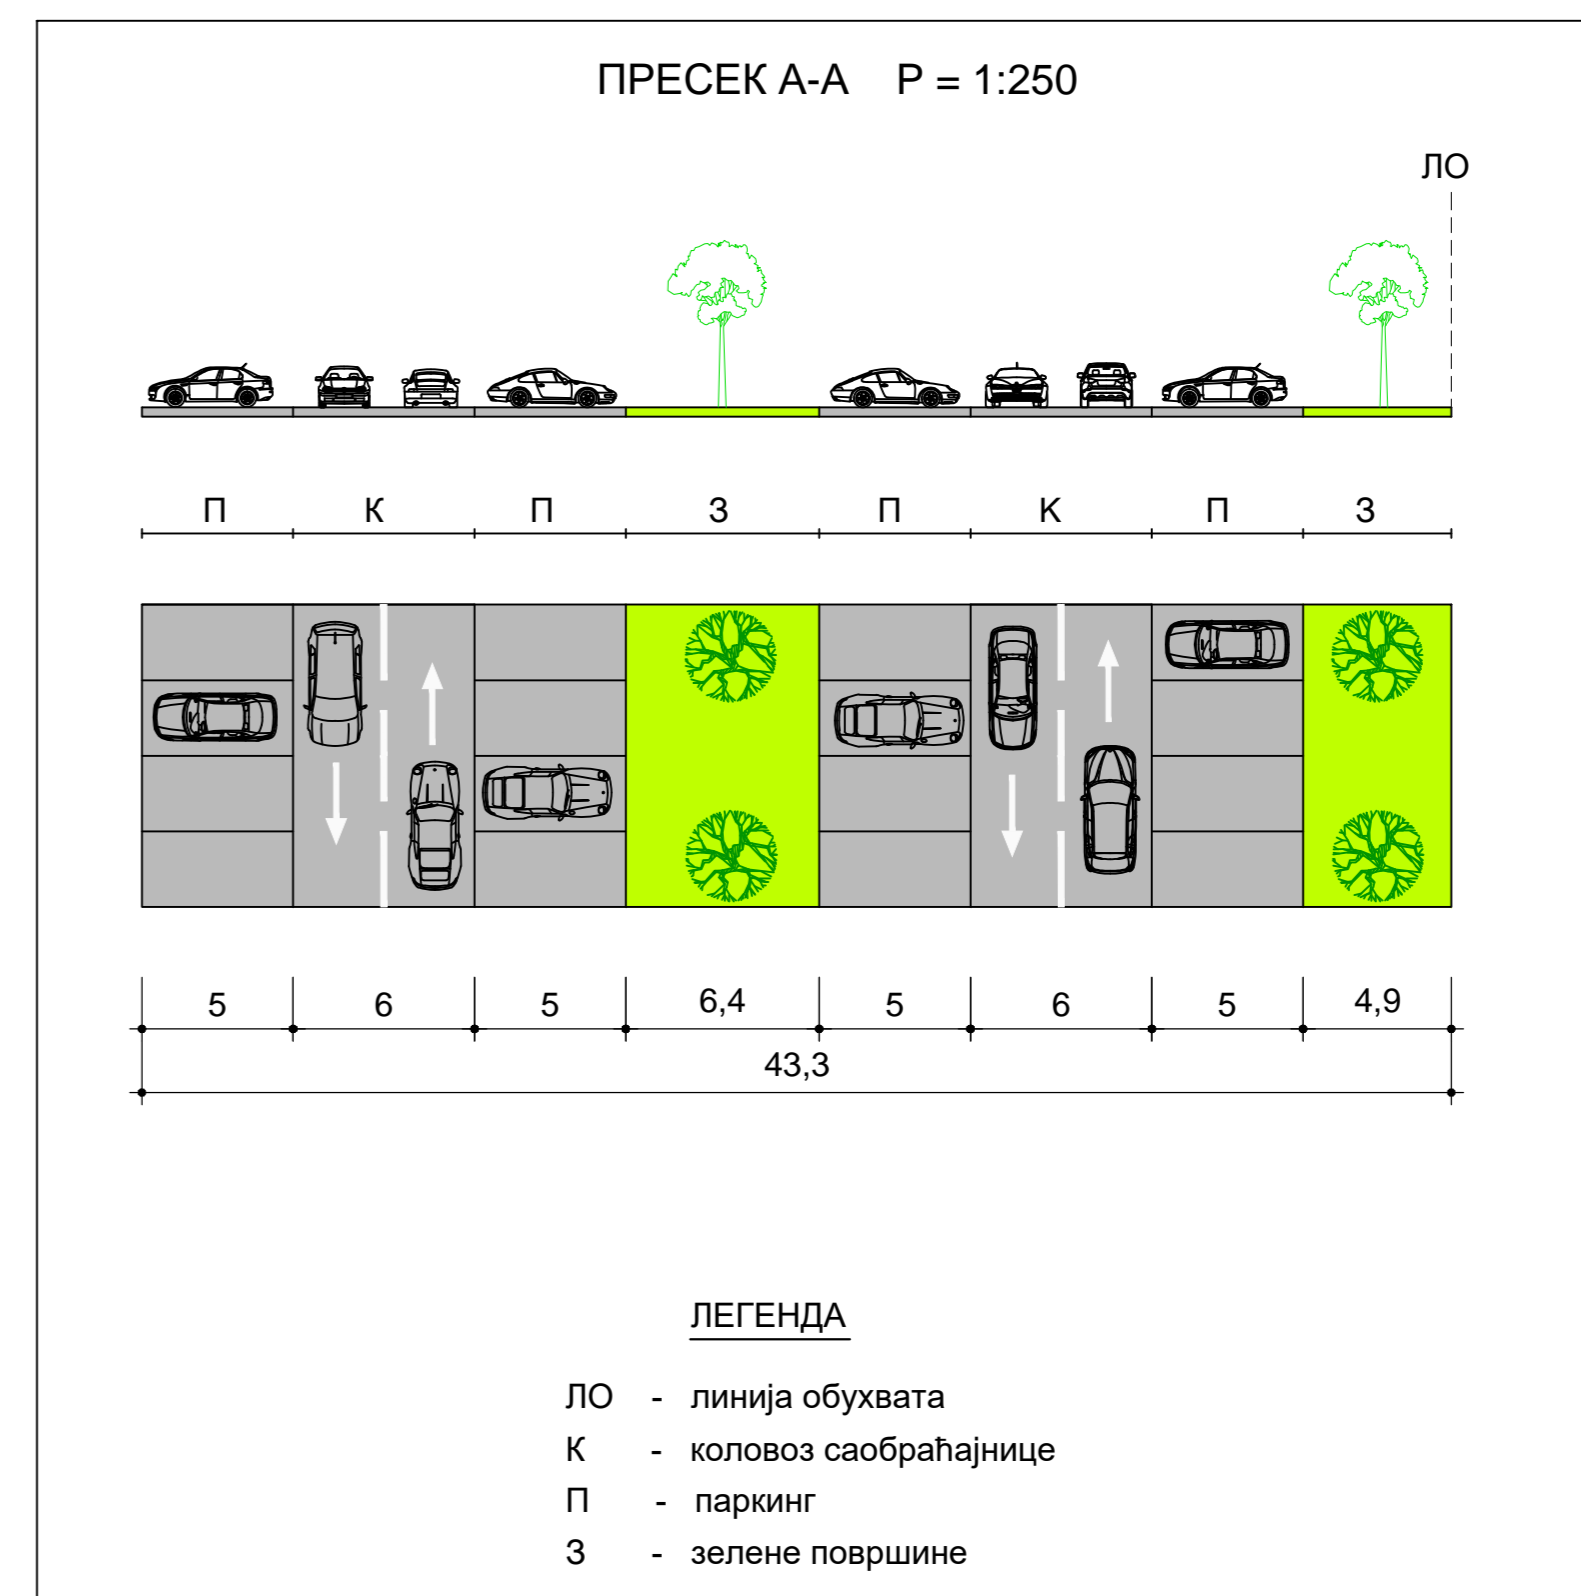 ПРЕСЕК А-А Р = 1:250
ЛО
П К П З П К П З
5 6 5 6,4 5 6 5 4,9
43,3
ЛЕГЕНДА
ЛО - линија обухвата
К - коловоз саобраћајнице
П - паркинг
З - зелене површине